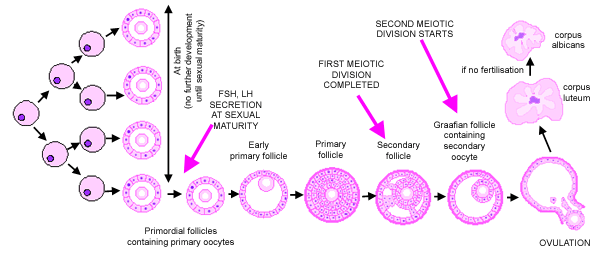 At birth
(no further development
until sexual maturity)
FSH, LH
SECRETION
AT SEXUAL
MATURITY
FIRST MEIOTIC
DIVISION
COMPLETED
SECOND MEIOTIC
DIVISION STARTS
corpus
albicans
if no fertilisation
corpus
luteum
Early
primary follicle
Primary
follicle
Secondary
follicle
Graafian follicle
containing
secondary
oocyte
Primordial follicles
containing primary oocytes
OVULATION